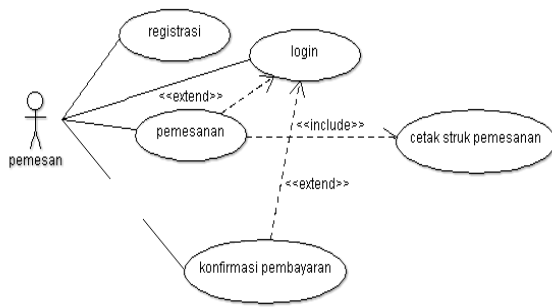 registrasi
login
<<extend>>
pemesan
pemesanan
<<include>>
cetak struk pemesanan
<<extend>>
konfirmasi pembayaran